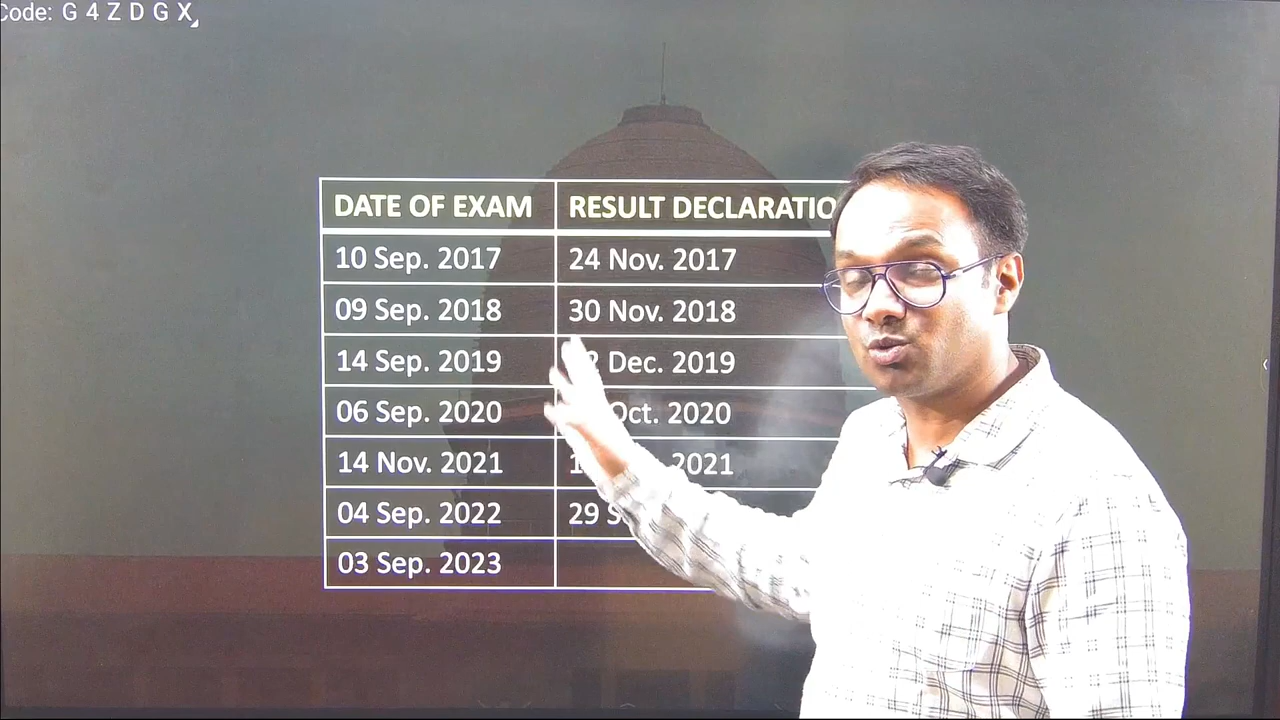 Code: G 4 Z D G X
DATE OF EXAM RESULT
10 Sep. 2017 24 Nov. 2017
09 Sep. 2018 30 Nov. 2018
14 Sep. 2019 Dec. 2019
06 Sep. 2020 Oct. 2020
14 Nov. 2021 2021
04 Sep. 2022 29
03 Sep. 2023